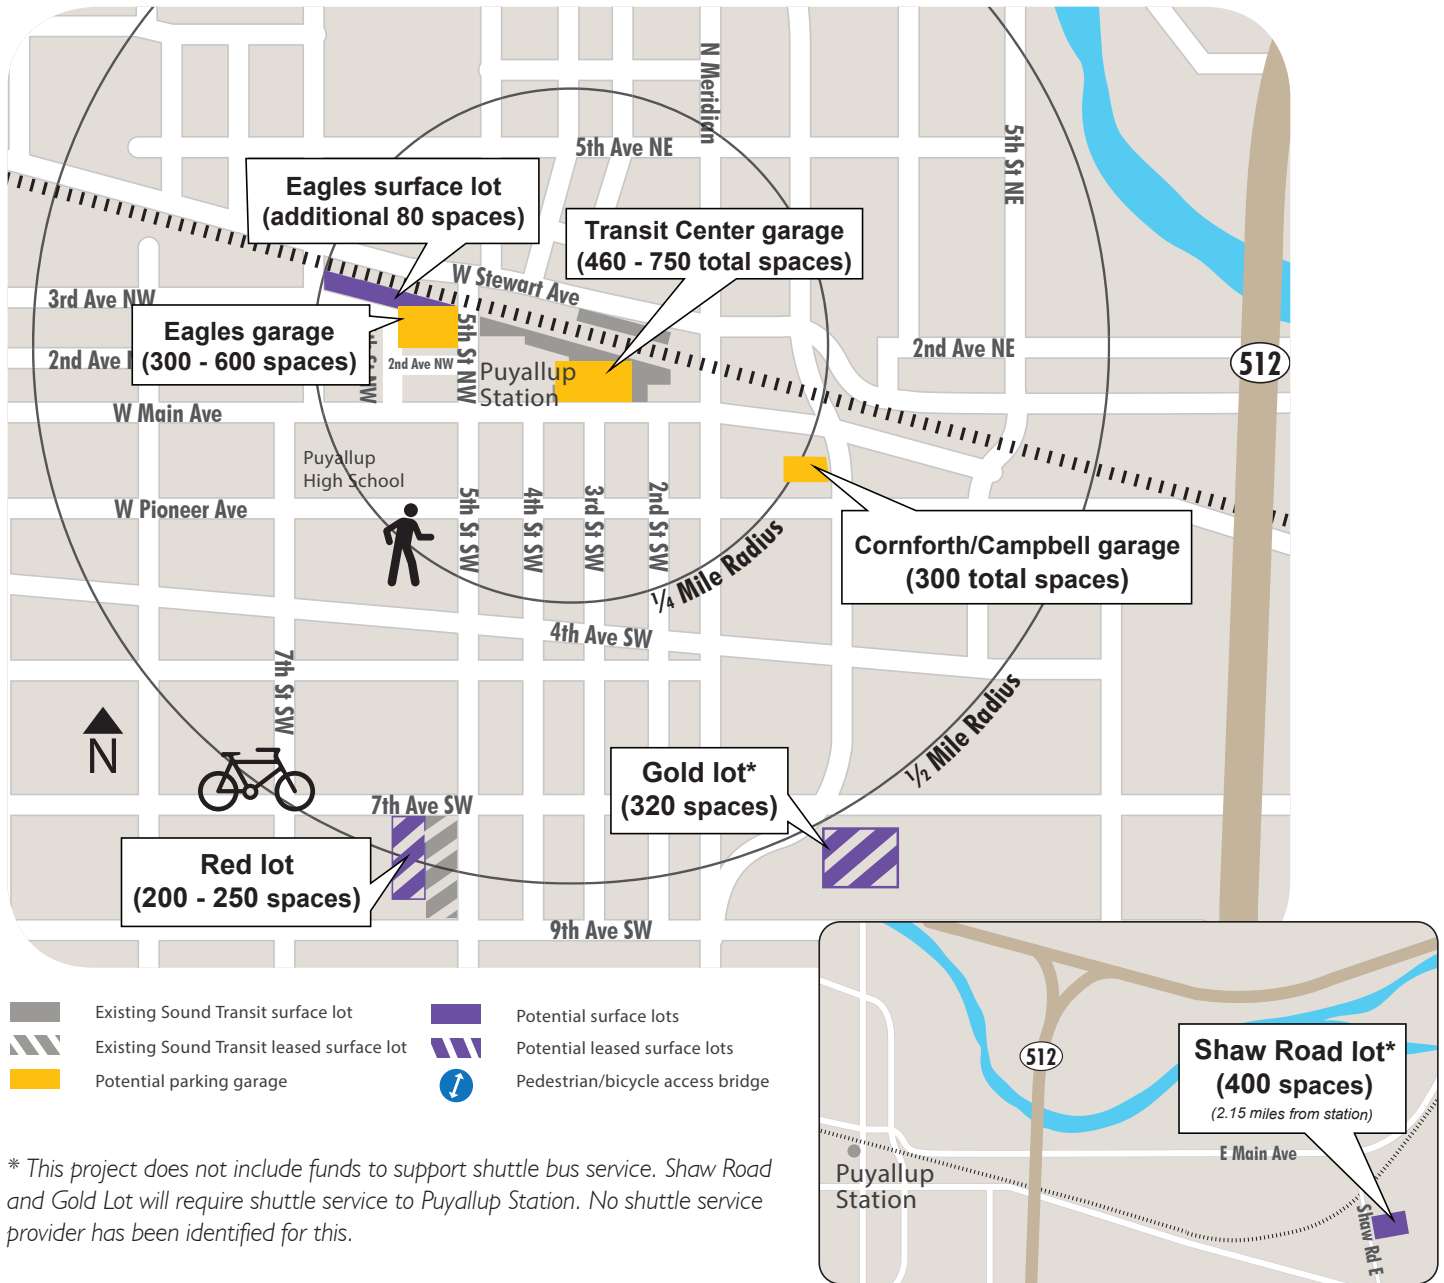 N Meridian
5th Ave NE
5th St NE
Eagles surface lot
(additional 80 spaces)
Transit Center garage
(460 - 750 total spaces)
W Stewart Ave
3rd Ave NW
Eagles garage
(300 - 600 spaces)
2nd Ave
St NW
2nd Ave NW
5th St NW
Puyallup
Station
2nd Ave NE
512
W Main Ave
Puyallup
High School
W Pioneer Ave
5th St SW
4th St SW
3rd St SW
2nd St SW
1/4 Mile Radius
Cornforth/Campbell garage
(300 total spaces)
4th Ave SW
7th St SW
N
1/2 Mile Radius
Gold lot*
(320 spaces)
7th Ave SW
Red lot
(200 - 250 spaces)
9th Ave SW
Existing Sound Transit surface lot
Existing Sound Transit leased surface lot
Potential parking garage
Potential surface lots
Potential leased surface lots
Pedestrian/bicycle access bridge
* This project does not include funds to support shuttle bus service. Shaw Road
and Gold Lot will require shuttle service to Puyallup Station. No shuttle service
provider has been identified for this.
512
Shaw Road lot*
(400 spaces)
(2.15 miles from station)
E Main Ave
Puyallup
Station
Shaw Rd E